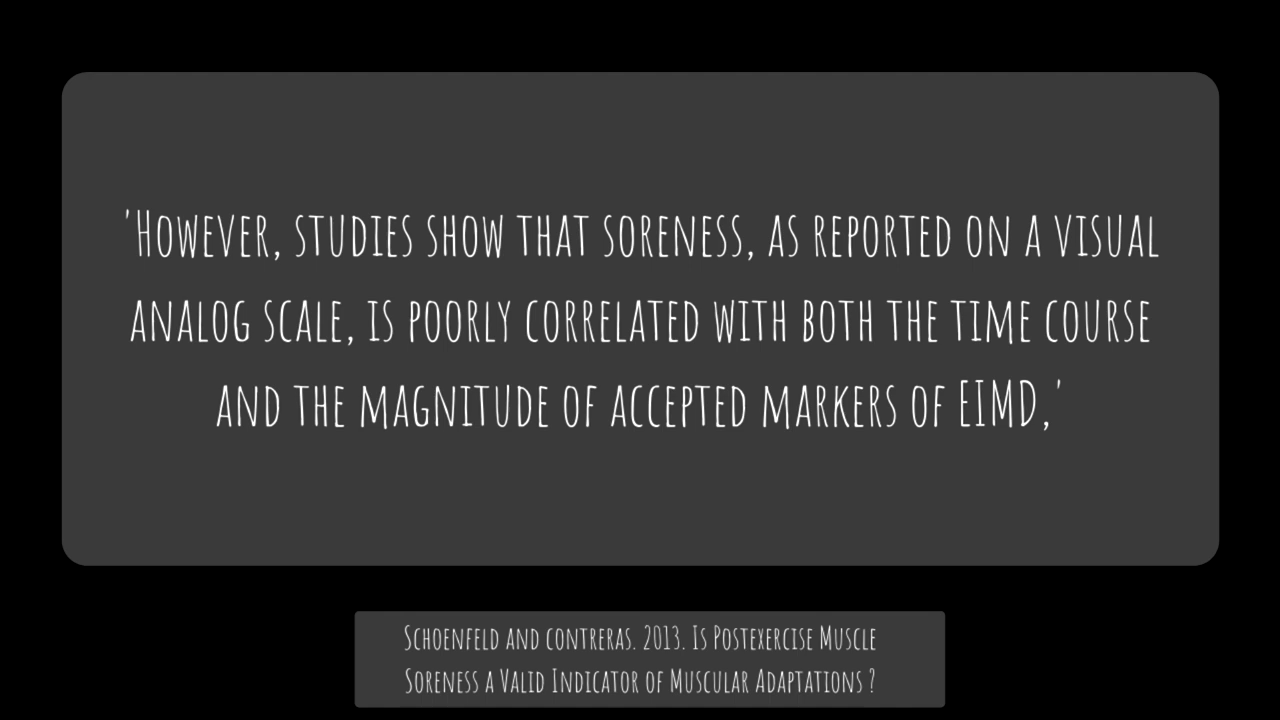 'However, studies show that soreness, as reported on a visual
analog scale, is poorly correlated with both the time course
and the magnitude of accepted markers of EIMD,'
Schoenfeld and contreras. 2013. Is Postexercise Muscle
Soreness a Valid Indicator of Muscular Adaptations ?